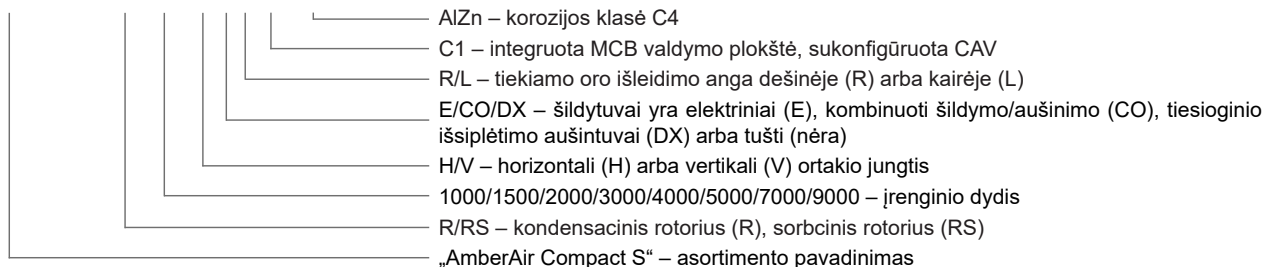 AlZn – korozijos klasė C4
C1 – integruota MCB valdymo plokštė, sukonfigūruota CAV
R/L – tiekiamo oro išleidimo anga dešinėje (R) arba kairėje (L)
E/CO/DX – šildytuvai yra elektriniai (E), kombinuoti šildymo/aušinimo (CO), tiesioginio
išsiplėtimo aušintuvai (DX) arba tušti (nėra)
H/V – horizontali (H) arba vertikali (V) ortakio jungtis
1000/1500/2000/3000/4000/5000/7000/9000 – įrenginio dydis
R/RS – kondensacinis rotorius (R), sorbcinis rotorius (RS)
„AmberAir Compact S“ – asortimento pavadinimas